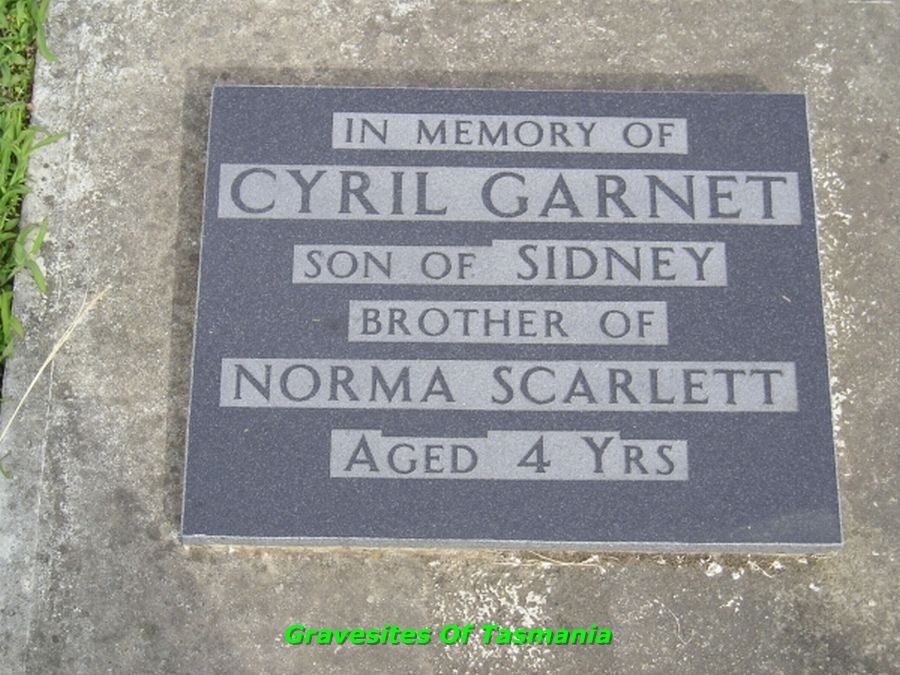 IN MEMORY OF
CYRIL GARNET
SON OF SIDNEY
BROTHER OF
NORMA SCARLETT
AGED 4 YRS
Gravesites Of Tasmania